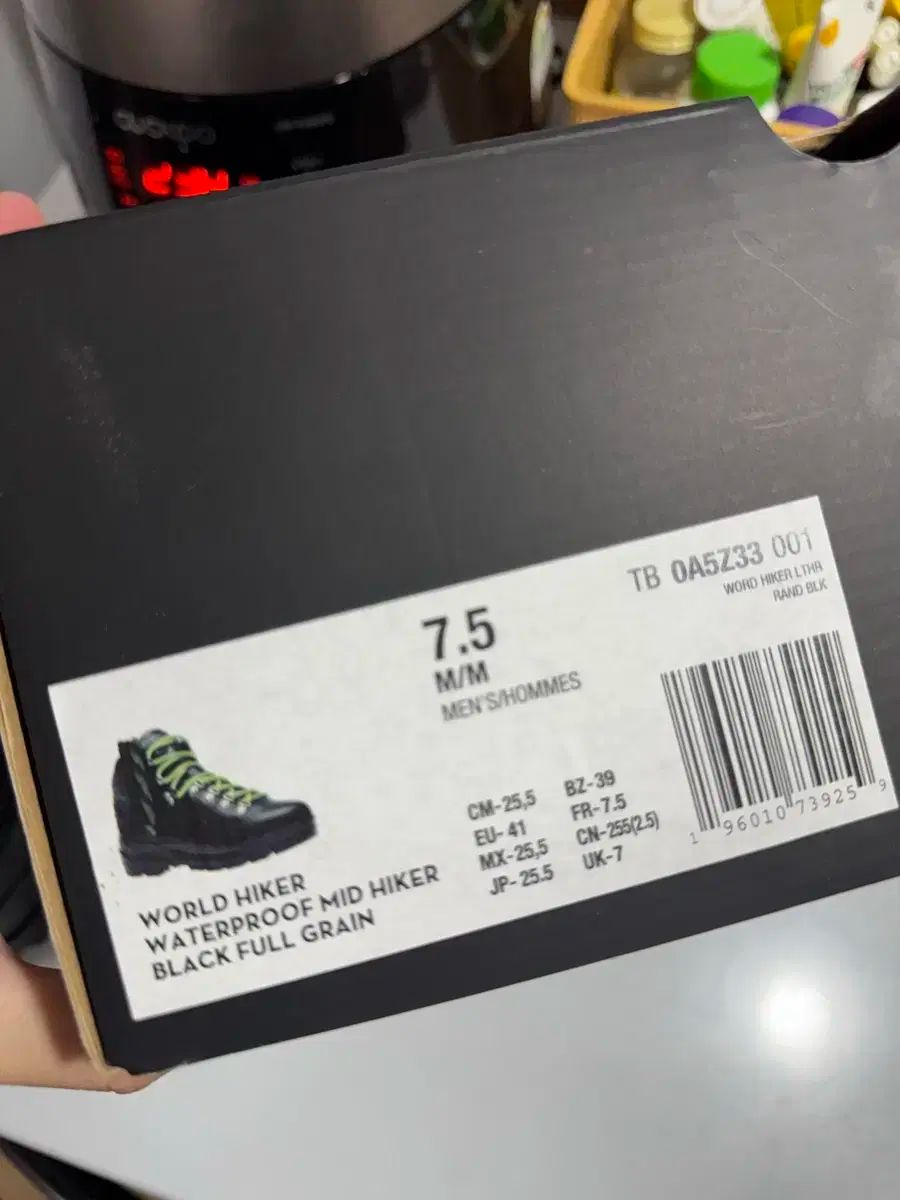 TB 0A5Z33 001
WORD HIKER LTHR
RAND BLK
7.5
M/M
MEN'S/HOMMES
CM-25,5 BZ-39
EU-41 FR-7.5
MX-25,5 CN-255(2.5)
JP-25.5 UK-7
1 96010 73925 9
WORLD HIKER
WATERPROOF MID HIKER
BLACK FULL GRAIN